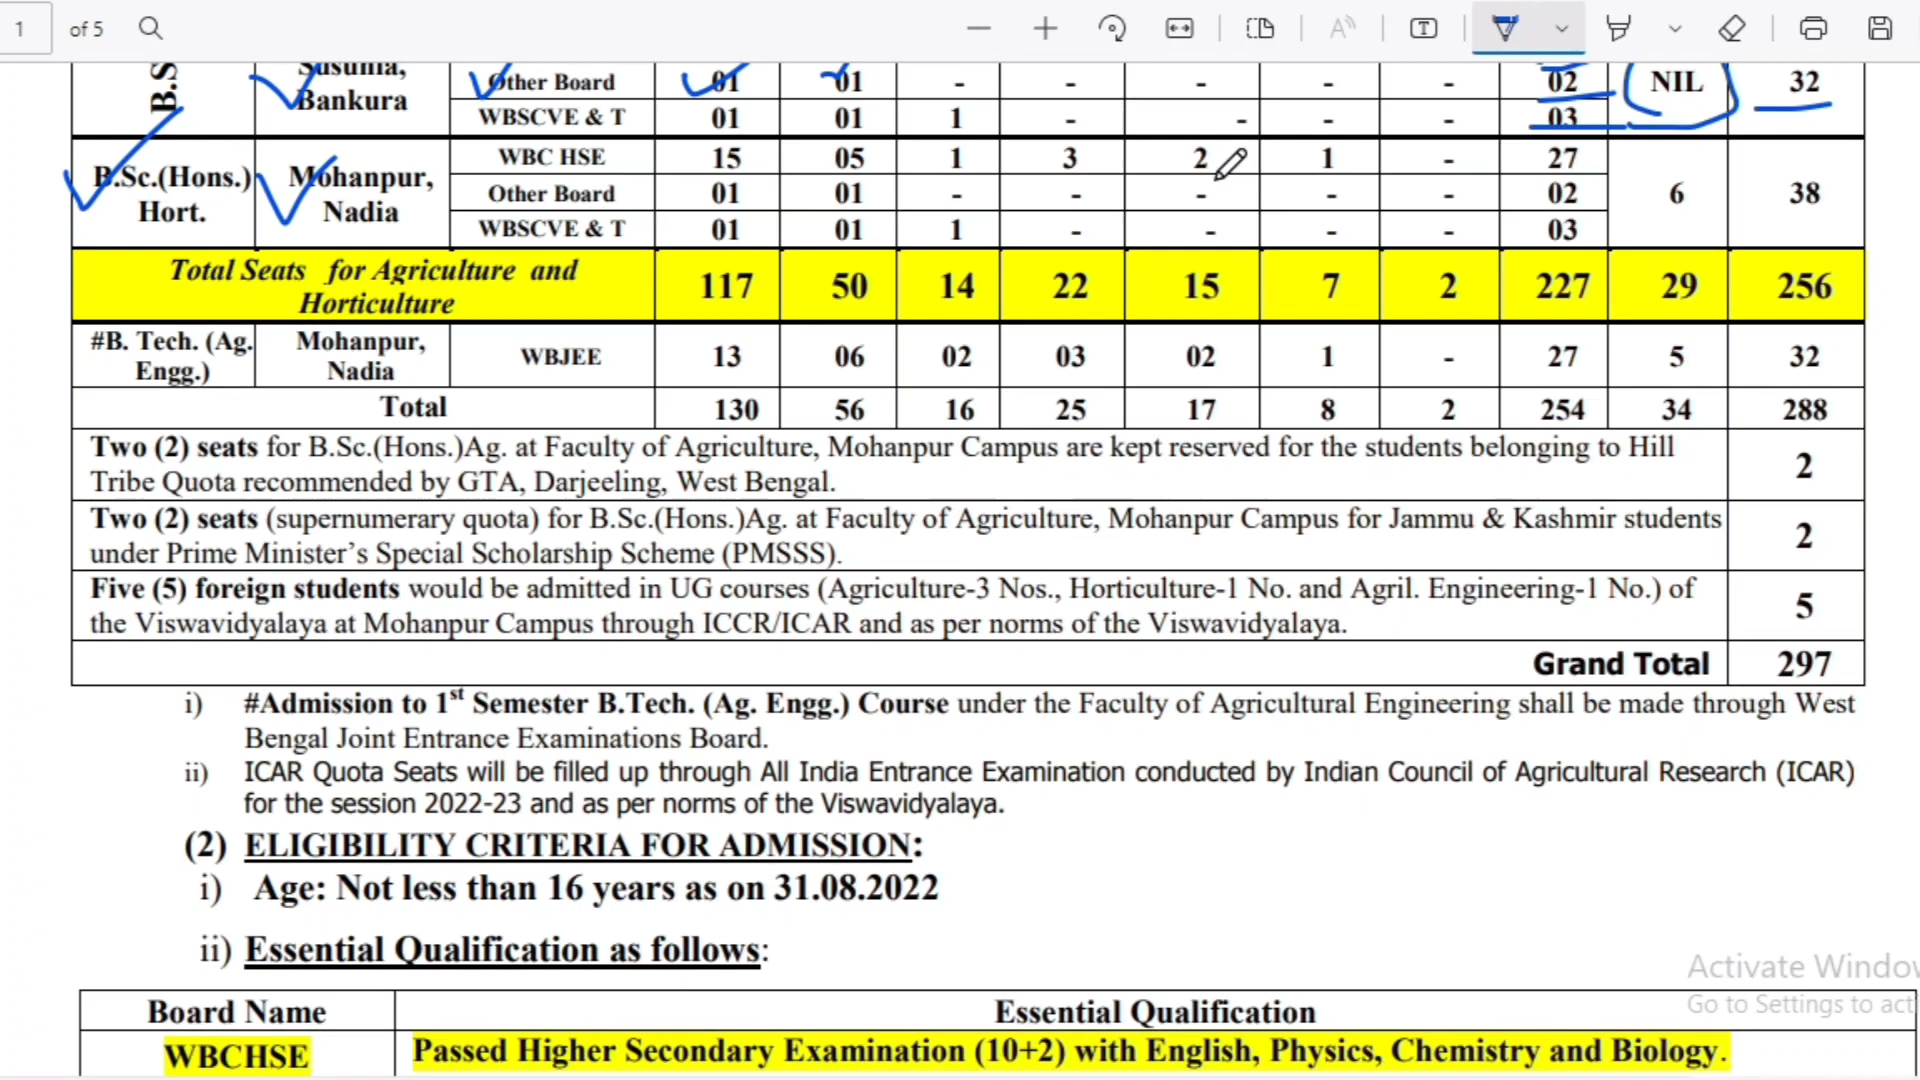 1 of 5
B.S Susunia, Other Board 01 01 - - - - - 02 NIL 32
Bankura WBSCVE & T 01 01 1 - - - - 03
B.Sc.(Hons.) Hort. Mohanpur, Nadia WBC HSE 15 05 1 3 2 1 - 27 6 38
Other Board 01 01 - - - - - 02
WBSCVE & T 01 01 1 - - - - 03
Total Seats for Agriculture and Horticulture 117 50 14 22 15 7 2 227 29 256
#B. Tech. (Ag. Engg.) Mohanpur, Nadia WBJEE 13 06 02 03 02 1 - 27 5 32
Total 130 56 16 25 17 8 2 254 34 288
Two (2) seats for B.Sc.(Hons.)Ag. at Faculty of Agriculture, Mohanpur Campus are kept reserved for the students belonging to Hill
Tribe Quota recommended by GTA, Darjeeling, West Bengal. 2
Two (2) seats (supernumerary quota) for B.Sc.(Hons.)Ag. at Faculty of Agriculture, Mohanpur Campus for Jammu & Kashmir students
under Prime Minister’s Special Scholarship Scheme (PMSSS). 2
Five (5) foreign students would be admitted in UG courses (Agriculture-3 Nos., Horticulture-1 No. and Agril. Engineering-1 No.) of
the Viswavidyalaya at Mohanpur Campus through ICCR/ICAR and as per norms of the Viswavidyalaya. 5
Grand Total 297
i) #Admission to 1st Semester B.Tech. (Ag. Engg.) Course under the Faculty of Agricultural Engineering shall be made through West
Bengal Joint Entrance Examinations Board.
ii) ICAR Quota Seats will be filled up through All India Entrance Examination conducted by Indian Council of Agricultural Research (ICAR)
for the session 2022-23 and as per norms of the Viswavidyalaya.
(2) ELIGIBILITY CRITERIA FOR ADMISSION:
i) Age: Not less than 16 years as on 31.08.2022
ii) Essential Qualification as follows:
Activate Windo
Go to Settings to act
Board Name Essential Qualification
WBCHSE Passed Higher Secondary Examination (10+2) with English, Physics, Chemistry and Biology.